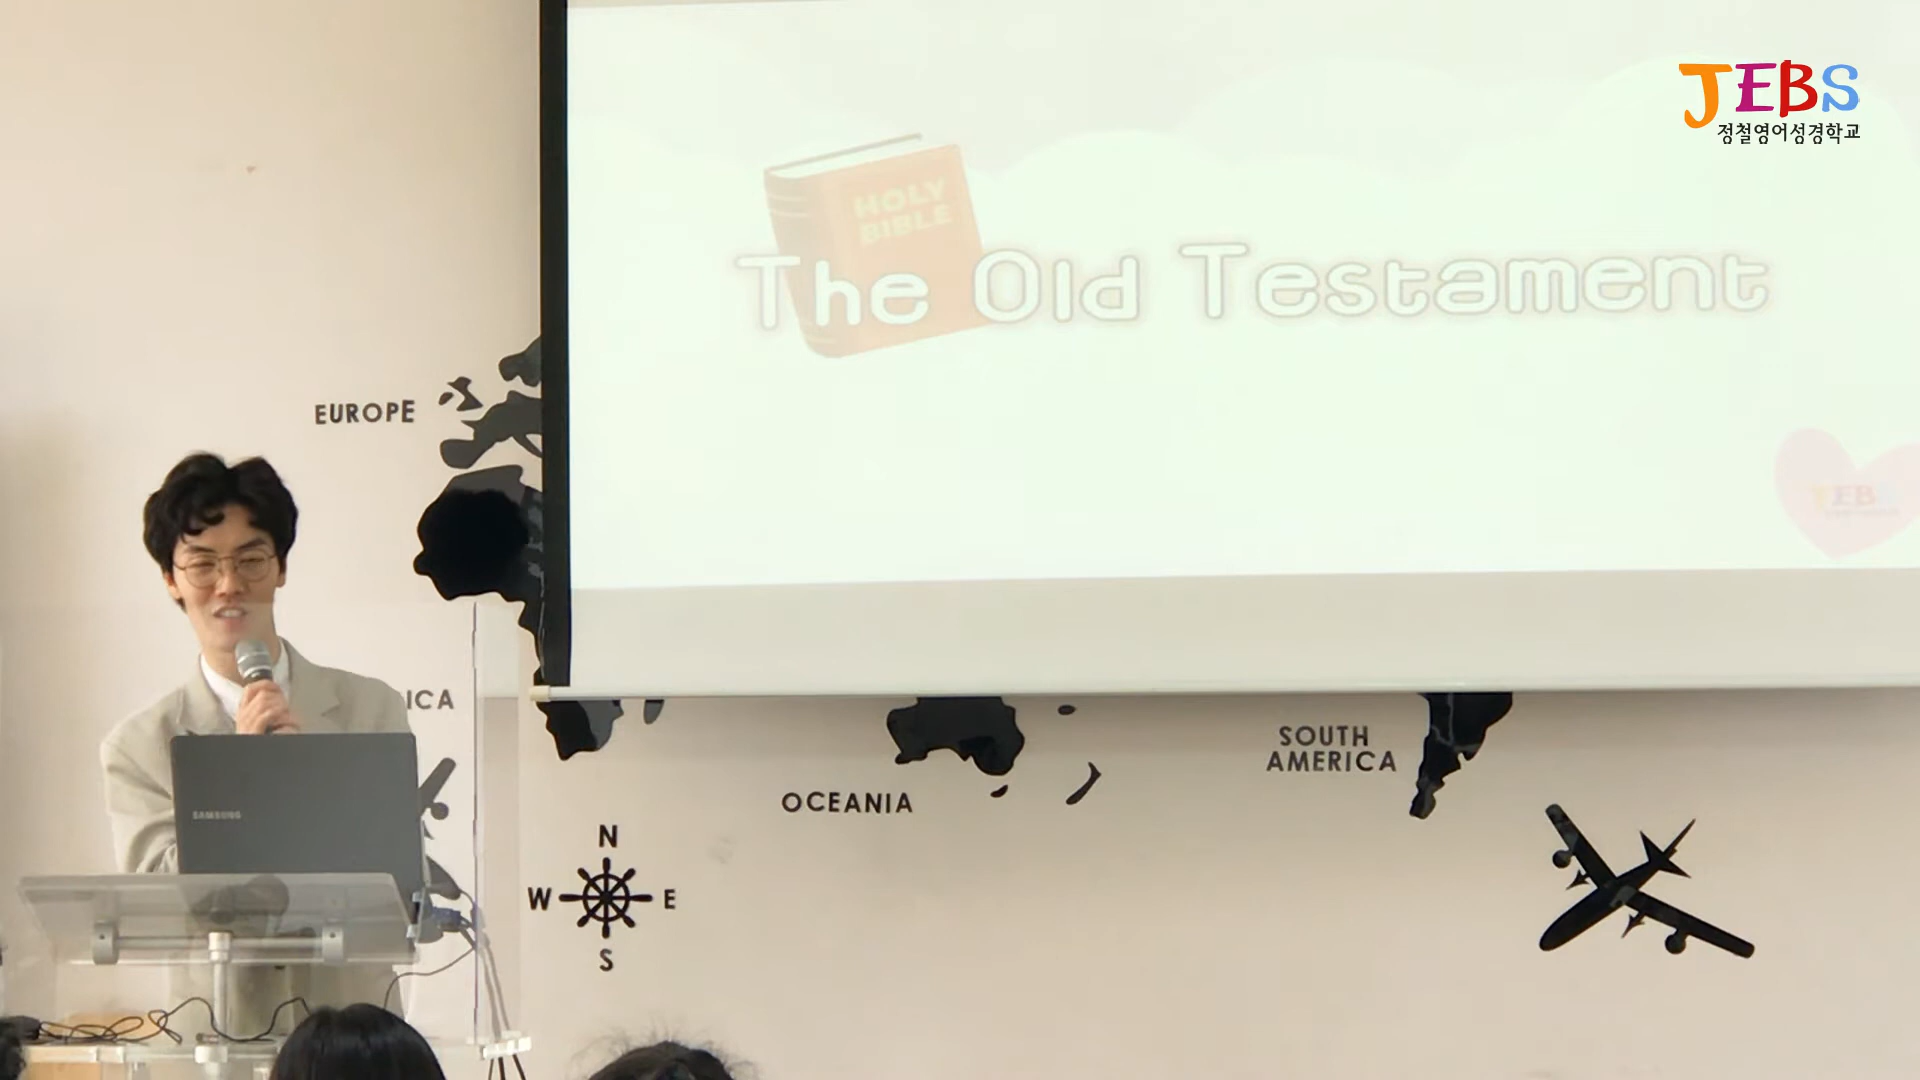 JEBS
정철영어성경학교
HOLY
BIBLE
The Old Testament
EUROPE
ICA
SAMSUNG
OCEANIA
SOUTH
AMERICA
N
W
E
S